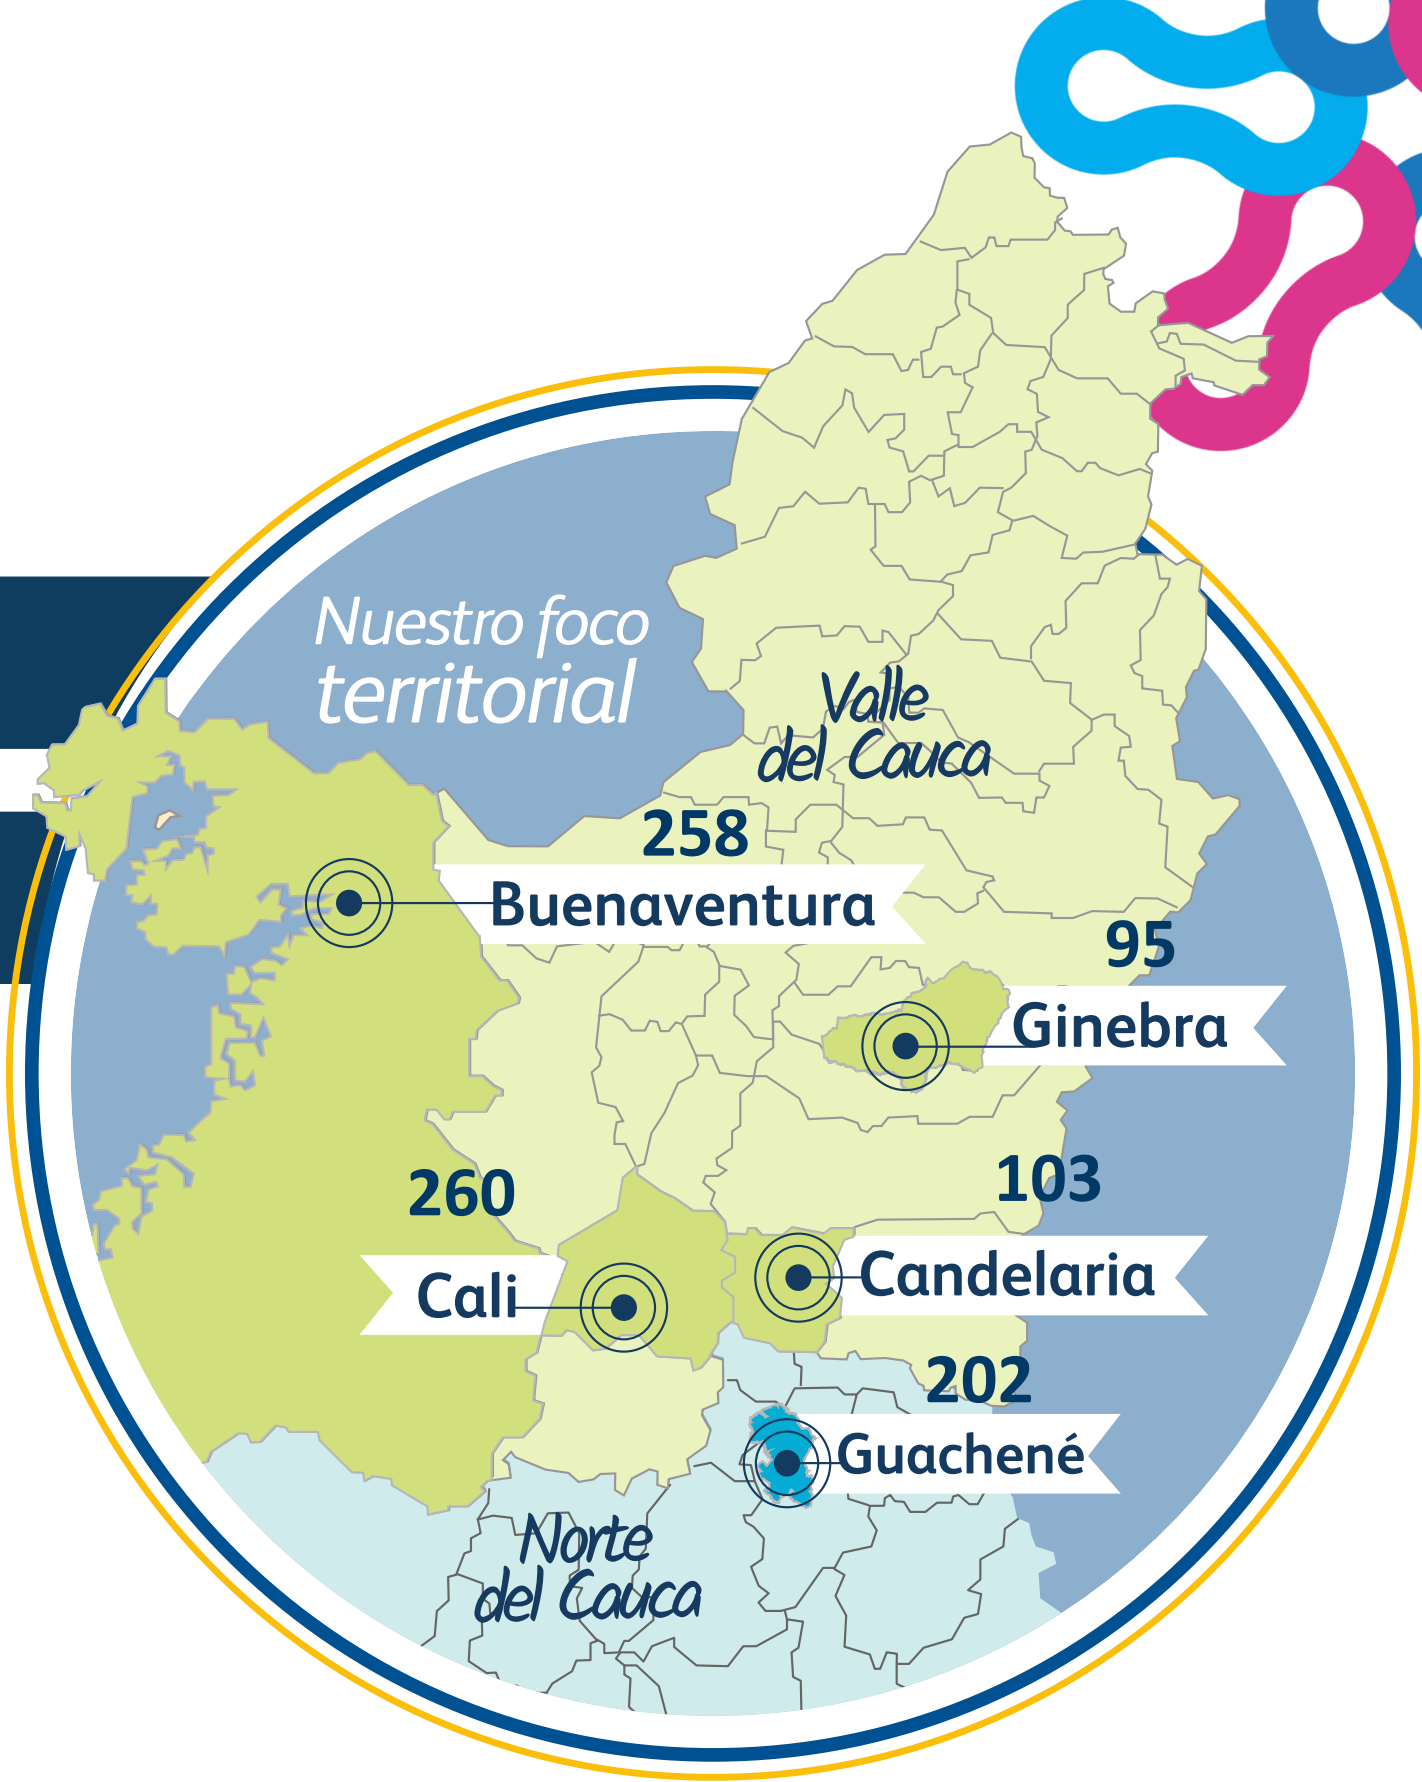 Nuestro foco
territorial
Valle
del Cauca
258
Buenaventura
95
Ginebra
260
Cali
103
Candelaria
202
Guachené
Norte
del Cauca